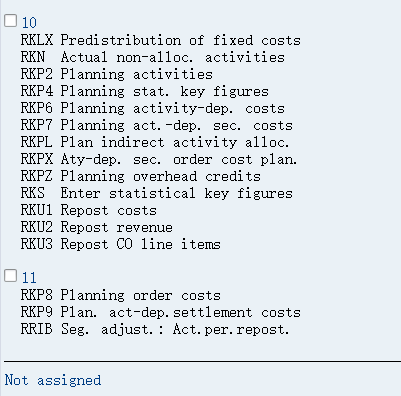 10
RKLX Predistribution of fixed costs
RKN Actual non-alloc. activities
RKP2 Planning activities
RKP4 Planning stat. key figures
RKP6 Planning activity-dep. costs
RKP7 Planning act.-dep. sec. costs
RKPL Plan indirect activity alloc.
RKPX Aty-dep. sec. order cost plan.
RKPZ Planning overhead credits
RKS Enter statistical key figures
RKU1 Repost costs
RKU2 Repost revenue
RKU3 Repost CO line items
11
RKP8 Planning order costs
RKP9 Plan. act-dep.settlement costs
RRIB Seg. adjust.: Act.per.repost.
Not assigned